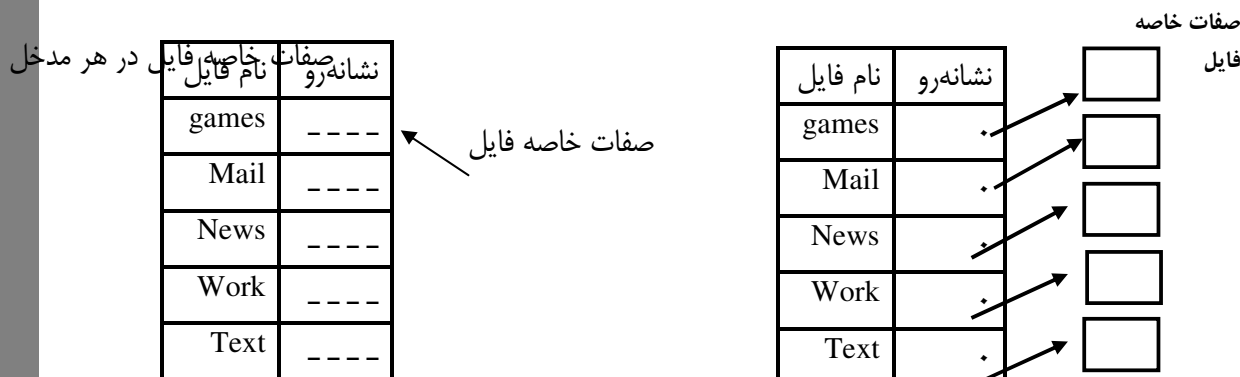 صفات خاصه
فایل
صفات خاصه فایل در هر مدخل
نام فایل نشانه‌رو
games ----
Mail ----
News ----
Work ----
Text ----
صفات خاصه فایل
نام فایل نشانه‌رو
games
Mail
News
Work
Text